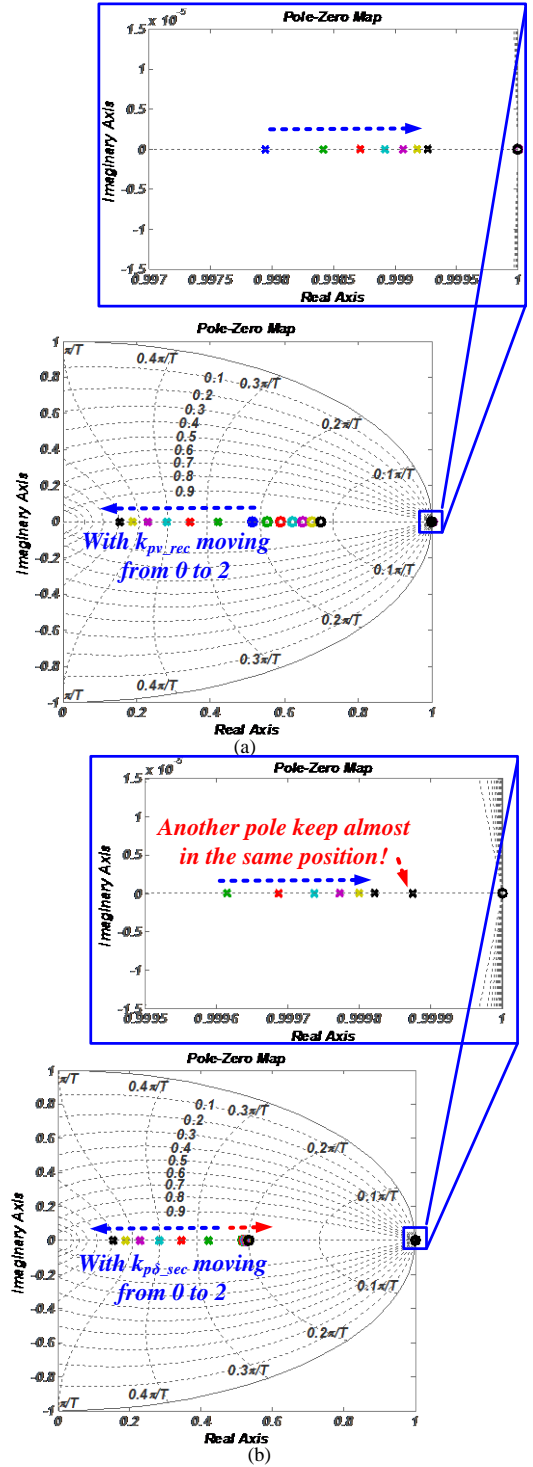 Pole-Zero Map
1.5 x 10^-5
1
0.5
0
-0.5
-1
-1.5
Imaginary Axis
0.997 0.9975 0.998 0.9985 0.999 0.9995 1
Real Axis
Pole-Zero Map
1
0.8
0.6
0.4
0.2
0
-0.2
-0.4
-0.6
-0.8
-1
Imaginary Axis
π/T
0.4π/T
0.3π/T
0.2π/T
0.1π/T
0.1
0.2
0.3
0.4
0.5
0.6
0.7
0.8
0.9
With k_pv_rec moving
from 0 to 2
0.1π/T
0.2π/T
0.3π/T
0.4π/T
π/T
0 0.2 0.4 0.6 0.8 1
Real Axis
(a)
Pole-Zero Map
1.5 x 10^-5
1
0.5
0
-0.5
-1
-1.5
Imaginary Axis
Another pole keep almost
in the same position!
0.9995 0.9996 0.9997 0.9998 0.9999 1
Real Axis
Pole-Zero Map
1
0.8
0.6
0.4
0.2
0
-0.2
-0.4
-0.6
-0.8
-1
Imaginary Axis
π/T
0.4π/T
0.3π/T
0.2π/T
0.1π/T
0.1
0.2
0.3
0.4
0.5
0.6
0.7
0.8
0.9
With k_pδ_sec moving
from 0 to 2
0.1π/T
0.2π/T
0.3π/T
0.4π/T
π/T
0 0.2 0.4 0.6 0.8 1
Real Axis
(b)